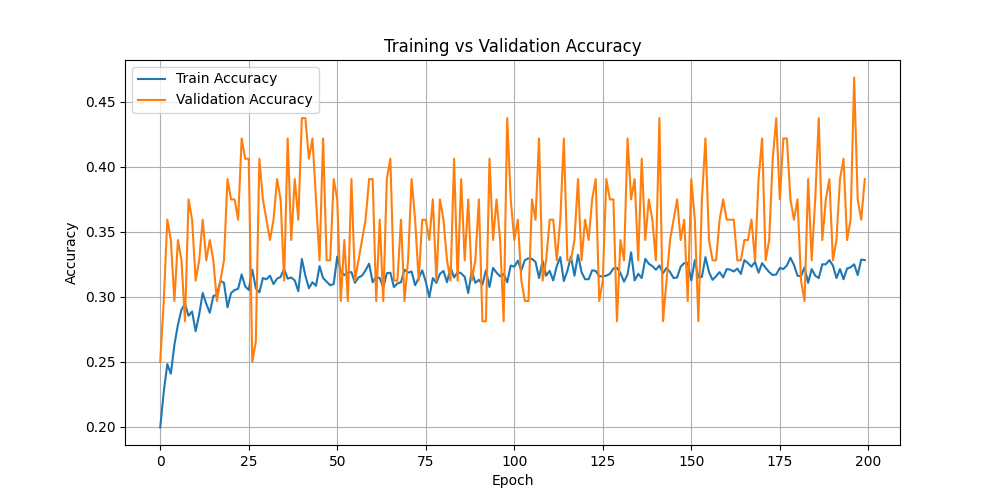 Training vs Validation Accuracy
Train Accuracy
Validation Accuracy
0.45
0.40
0.35
0.30
0.25
0.20
Accuracy
0 25 50 75 100 125 150 175 200
Epoch